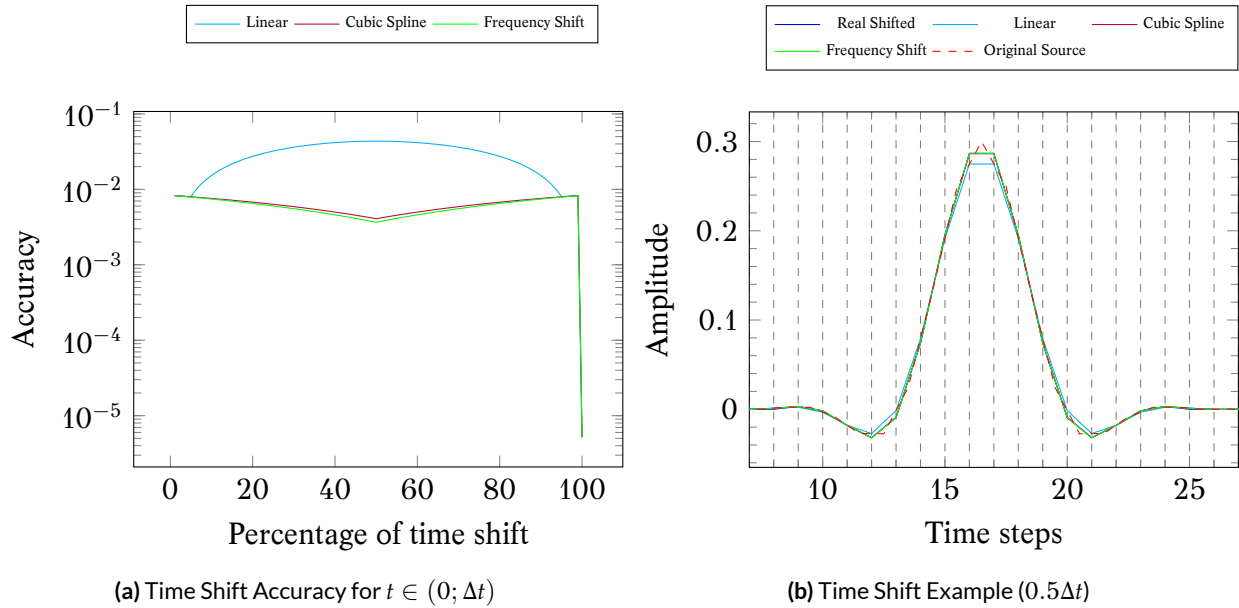 Linear Cubic Spline Frequency Shift
10^{-1}
10^{-2}
10^{-3}
10^{-4}
10^{-5}
Accuracy
0 20 40 60 80 100
Percentage of time shift
(a) Time Shift Accuracy for t ∈ (0; Δt)
Real Shifted Linear Cubic Spline
Frequency Shift Original Source
0.3
0.2
0.1
0
Amplitude
10 15 20 25
Time steps
(b) Time Shift Example (0.5Δt)